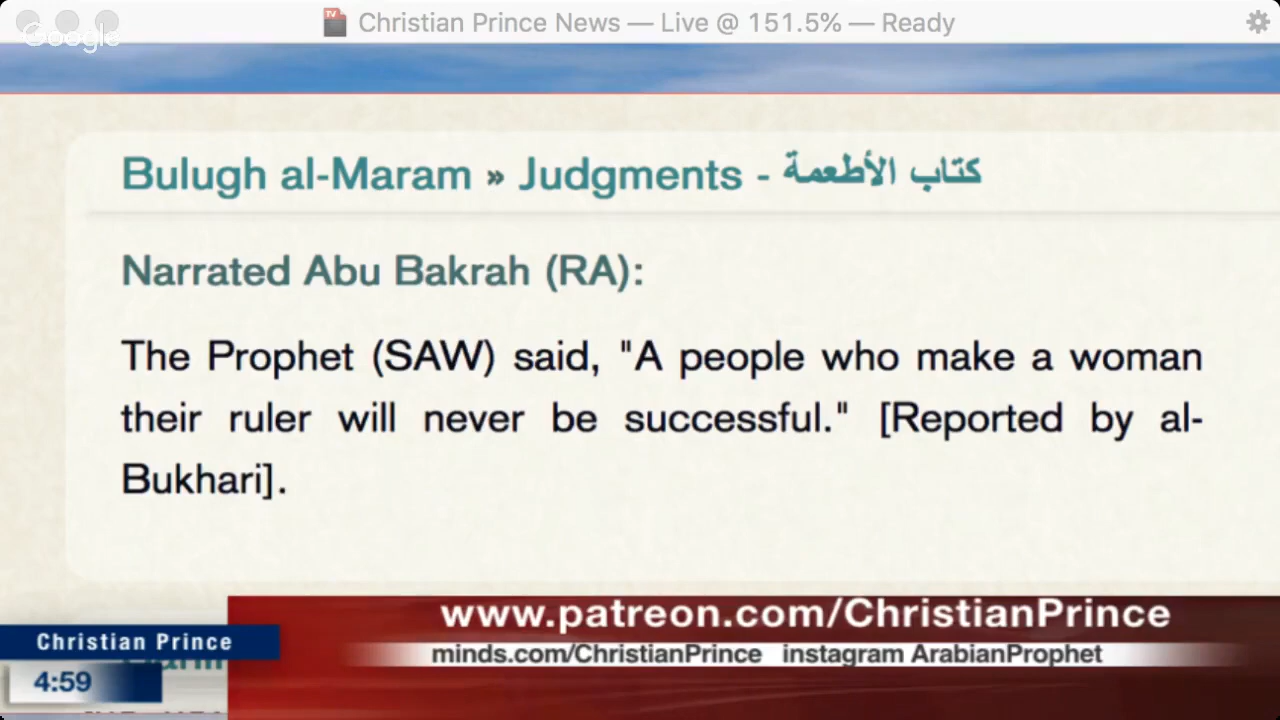 Google
Christian Prince News — Live @ 151.5% — Ready
Bulugh al-Maram » Judgments - كتاب الأطعمة
Narrated Abu Bakrah (RA):
The Prophet (SAW) said, "A people who make a woman
their ruler will never be successful." [Reported by al-
Bukhari].
www.patreon.com/ChristianPrince
Christian Prince
minds.com/ChristianPrince instagram ArabianProphet
4:59